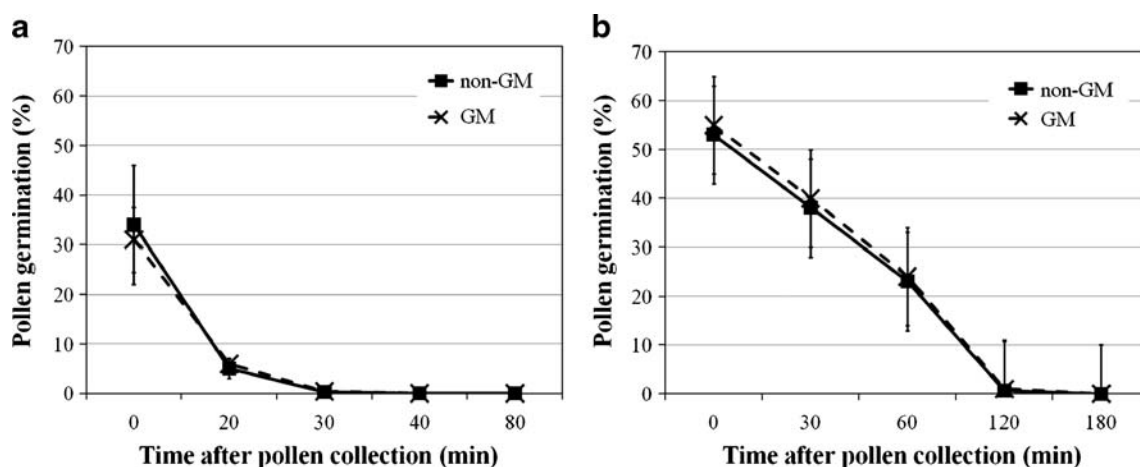 a
70
60
50
40
30
20
10
0
Pollen germination (%)
non-GM
GM
0 20 30 40 80
Time after pollen collection (min)
b
70
60
50
40
30
20
10
0
Pollen germination (%)
non-GM
GM
0 30 60 120 180
Time after pollen collection (min)